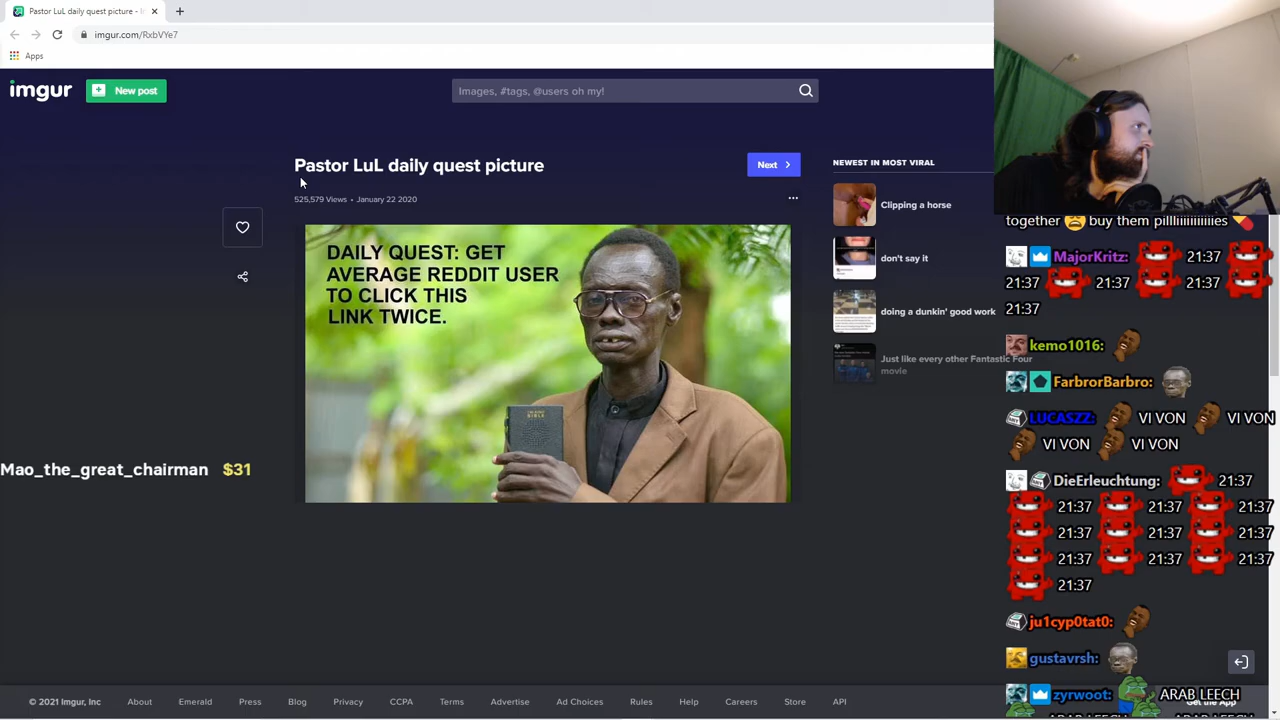 Pastor LuL daily quest picture - I
imgur.com/RxbVYe7
Apps
imgur
New post
Images, #tags, @users oh my!
Pastor LuL daily quest picture
Next
525,579 Views • January 22 2020
DAILY QUEST: GET
AVERAGE REDDIT USER
TO CLICK THIS
LINK TWICE.
HOLY BIBLE
NEWEST IN MOST VIRAL
Clipping a horse
don't say it
doing a dunkin' good work
Just like every other Fantastic Four
movie
Mao_the_great_chairman $31
together 😩 buy them pillliiiiiiiiiiies 💊
MajorKritz: 21:37
21:37 21:37 21:37
21:37
kemo1016:
FarbrorBarbro:
LUCASZZ: VI VON VI VON
VI VON VI VON
DieErleuchtung: 21:37
21:37 21:37 21:37
21:37 21:37 21:37
21:37 21:37 21:37
21:37
ju1cyp0tat0:
gustavrsh:
zyrwoot: ARAB LEECH
Get the App
© 2021 Imgur, Inc About Emerald Press Blog Privacy CCPA Terms Advertise Ad Choices Rules Help Careers Store API